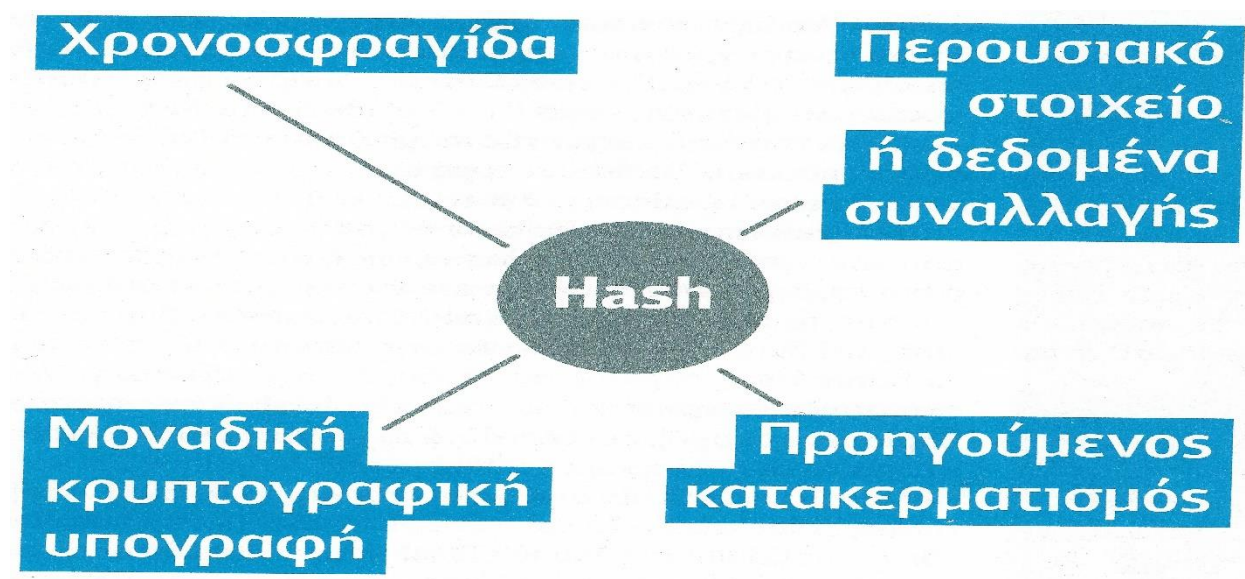 Χρονοσφραγίδα
Περουσιακό
στοιχείο
ή δεδομένα
συναλλαγής
Hash
Μοναδική
κρυπτογραφική
υπογραφή
Προηγούμενος
κατακερματισμός